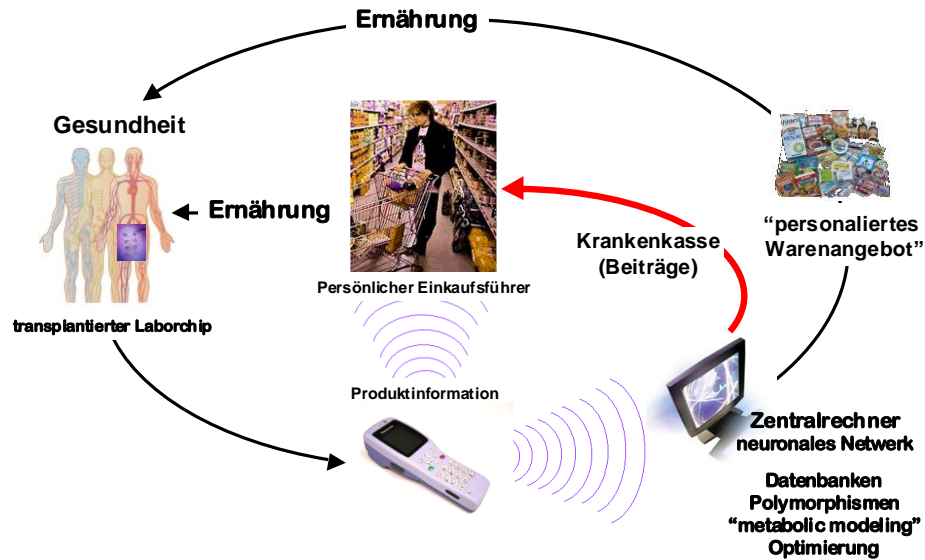 Ernährung
Gesundheit
Ernährung
Krankenkasse
(Beiträge)
“personaliertes
Warenangebot”
Persönlicher Einkaufsführer
transplantierter Laborchip
Produktinformation
Zentralrechner
neuronales Netwerk
Datenbanken
Polymorphismen
“metabolic modeling”
Optimierung